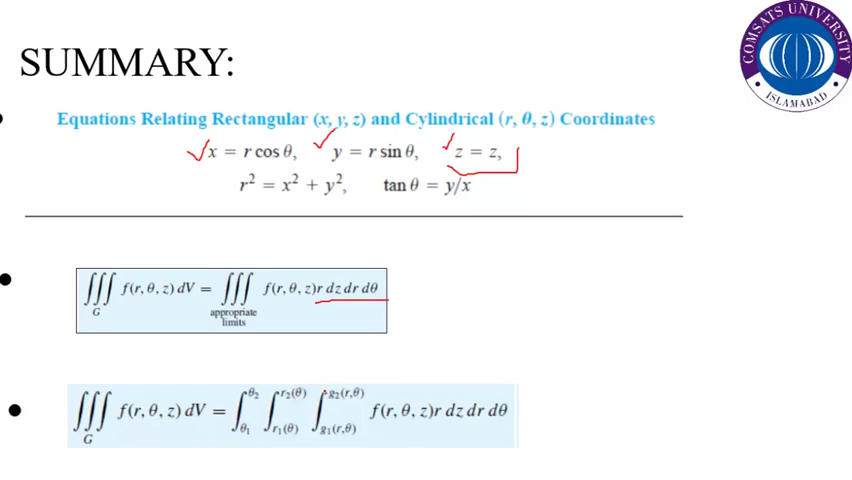 COMSATS UNIVERSITY
ISLAMABAD
SUMMARY:
Equations Relating Rectangular (x, y, z) and Cylindrical (r, θ, z) Coordinates
x = r cos θ, y = r sin θ, z = z,
r² = x² + y², tan θ = y/x
∭_G f(r, θ, z) dV = ∭_{appropriate limits} f(r, θ, z)r dz dr dθ
∭_G f(r, θ, z) dV = ∫_{θ₁}^{θ₂} ∫_{r₁(θ)}^{r₂(θ)} ∫_{g₁(r,θ)}^{g₂(r,θ)} f(r, θ, z)r dz dr dθ